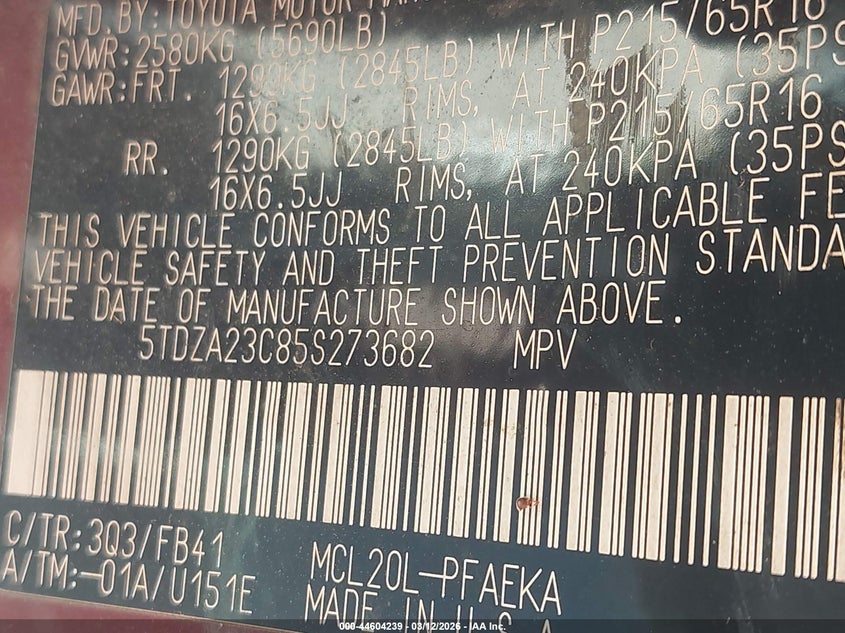 MFD. BY: TOYOTA MOTOR
GVWR: 2580KG (5690LB)
GAWR: FRT. 1290KG (2845LB) WITH P215/65R16
16X6.5JJ RIMS, AT 240KPA (35PS
RR. 1290KG (2845LB) WITH P215/65R16
16X6.5JJ RIMS, AT 240KPA (35PS
THIS VEHICLE CONFORMS TO ALL APPLICABLE FE
VEHICLE SAFETY AND THEFT PREVENTION STANDA
THE DATE OF MANUFACTURE SHOWN ABOVE.
5TDZA23C85S273682 MPV
C/TR: 3Q3/FB41
A/TM: -01A/U151E
MCL20L-PFAEKA
MADE IN U.S.A.
000-44604239 - 03/12/2026 - IAA Inc.